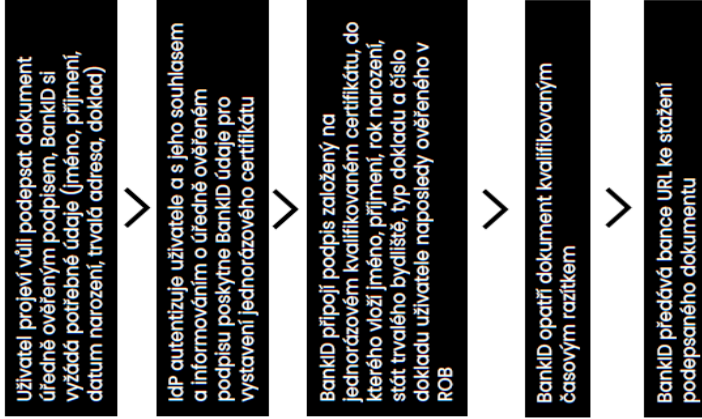 Uživatel projeví vůli podepsat dokument
úředně ověřeným podpisem, BankID si
vyžádá potřebné údaje (jméno, příjmení,
datum narození, trvalá adresa, doklad)
IdP autentizuje uživatele a s jeho souhlasem
a informováním o úředně ověřeném
podpisu poskytne BankID údaje pro
vystavení jednorázového certifikátu
BankID připojí podpis založený na
jednorázovém kvalifikovaném certifikátu, do
kterého vloží jméno, příjmení, rok narození,
stát trvalého bydliště, typ dokladu a číslo
dokladu uživatele naposledy ověřeného v
ROB
BankID opatří dokument kvalifikovaným
časovým razítkem
BankID předává bance URL ke stažení
podepsaného dokumentu